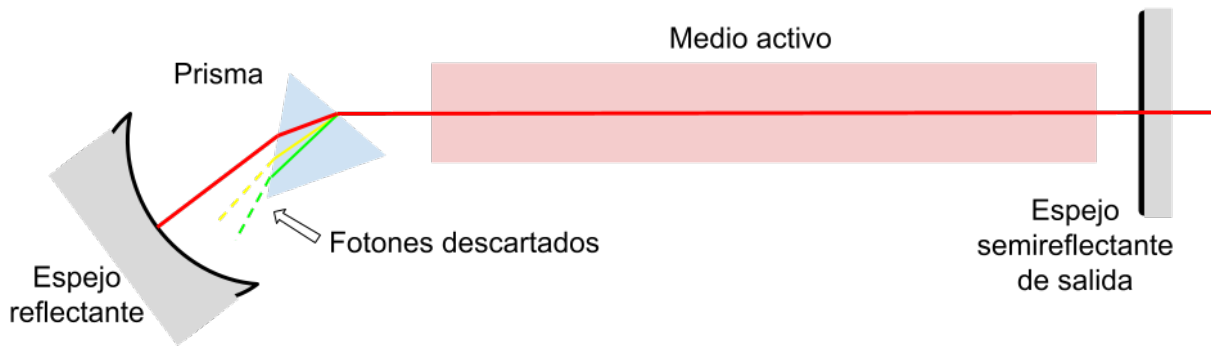 Medio activo
Prisma
Fotones descartados
Espejo
reflectante
Espejo
semireflectante
de salida